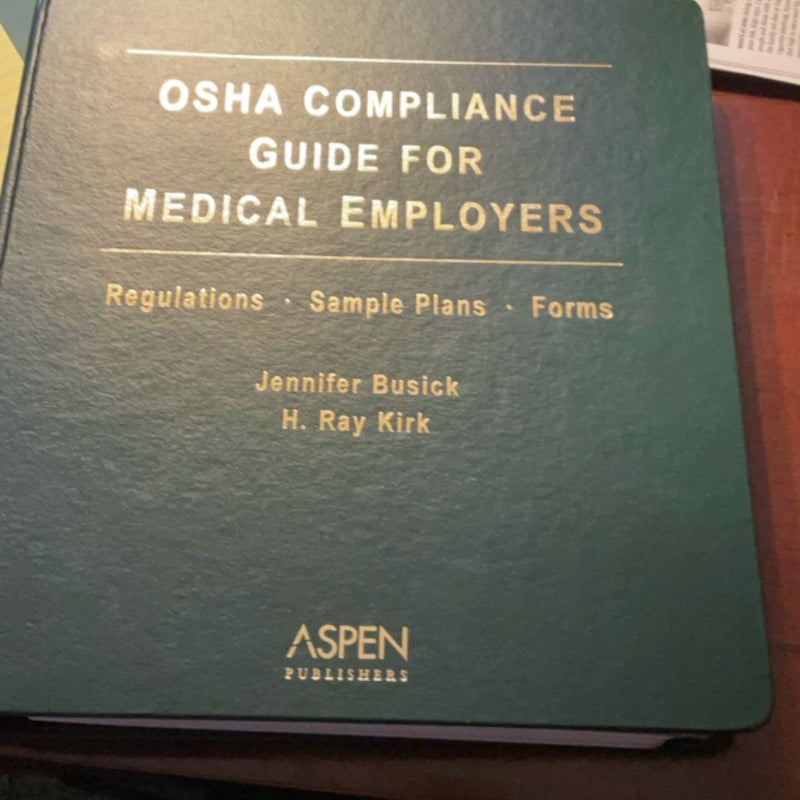 OSHA COMPLIANCE
GUIDE FOR
MEDICAL EMPLOYERS
Regulations · Sample Plans · Forms
Jennifer Busick
H. Ray Kirk
ASPEN
PUBLISHERS